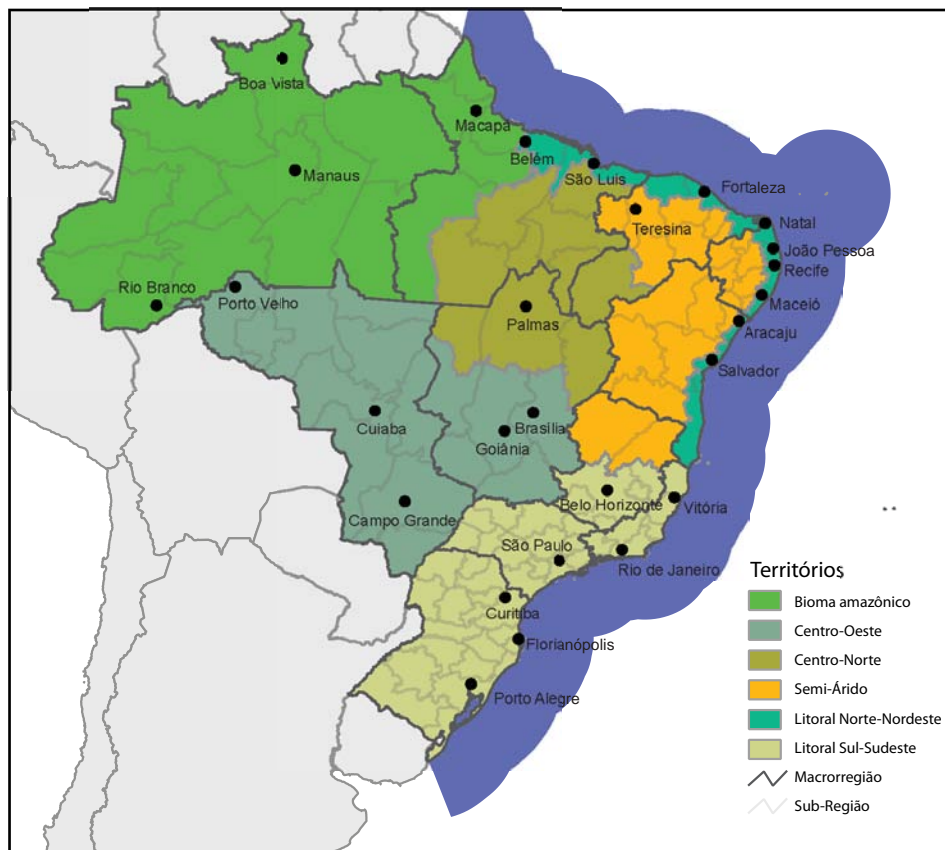 Boa Vista
Macapá
Belém
São Luis
Manaus
Fortaleza
Teresina
Natal
João Pessoa
Recife
Rio Branco
Porto Velho
Maceió
Palmas
Aracaju
Salvador
Cuiaba
Brasília
Goiânia
Belo Horizonte
Vitória
Campo Grande
São Paulo
Rio de Janeiro
Curitiba
Florianópolis
Porto Alegre
Territórios
Bioma amazônico
Centro-Oeste
Centro-Norte
Semi-Árido
Litoral Norte-Nordeste
Litoral Sul-Sudeste
Macrorregião
Sub-Região